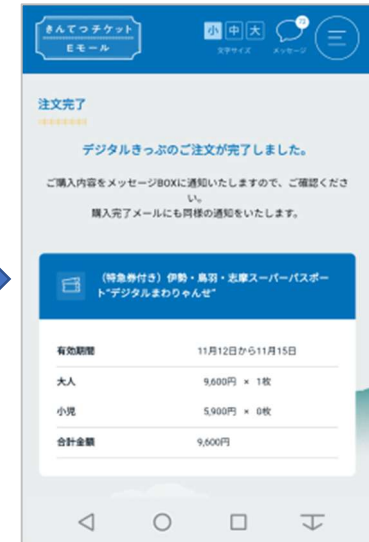 きんてつチケット
Eモール
小 中 大
文字サイズ
73
メッセージ
注文完了
デジタルきっぷのご注文が完了しました。
ご購入内容をメッセージBOXに通知いたしますので、ご確認くださ
い。
購入完了メールにも同様の通知をいたします。
(特急券付き)伊勢・鳥羽・志摩スーパーパスポー
ト"デジタルまわりゃんせ"
有効期間 11月12日から11月15日
大人 9,600円 × 1枚
小児 5,900円 × 0枚
合計金額 9,600円